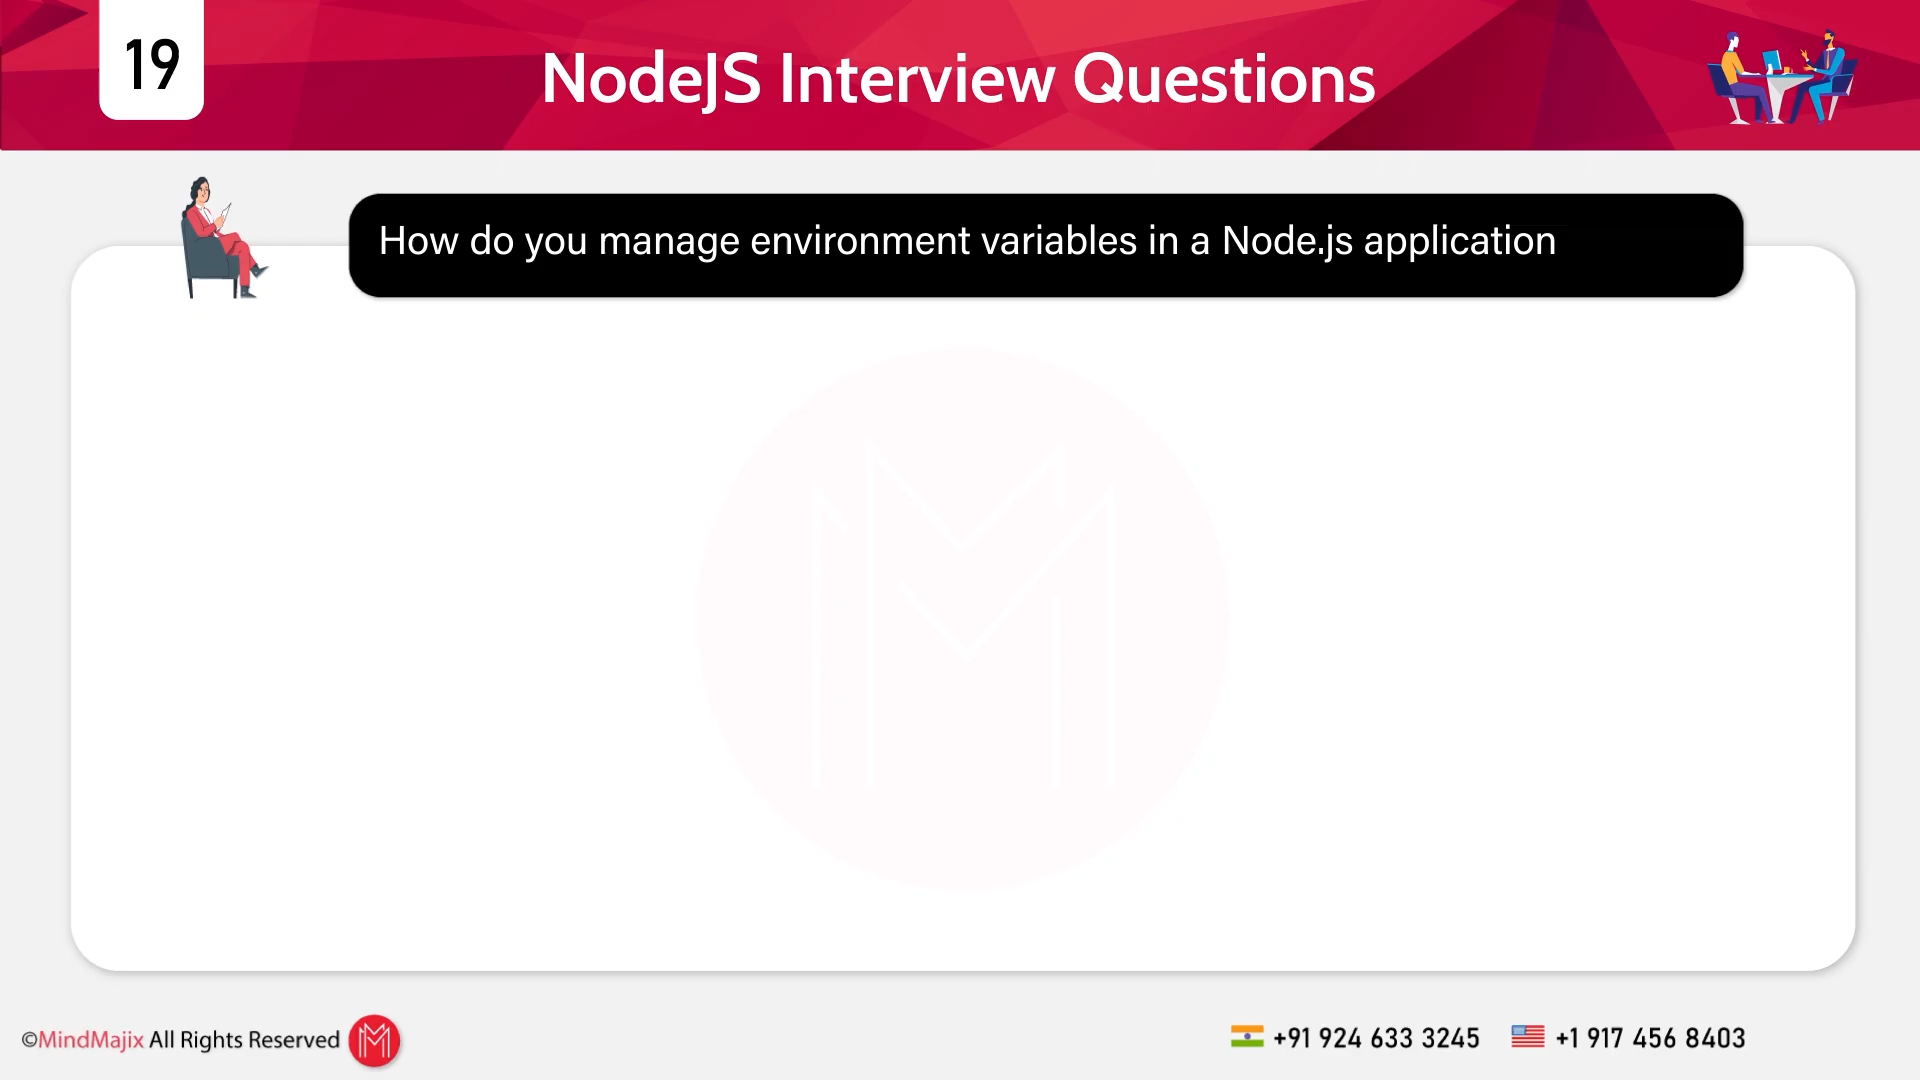 19
NodeJS Interview Questions
How do you manage environment variables in a Node.js application
©MindMajix All Rights Reserved
+91 924 633 3245
+1 917 456 8403